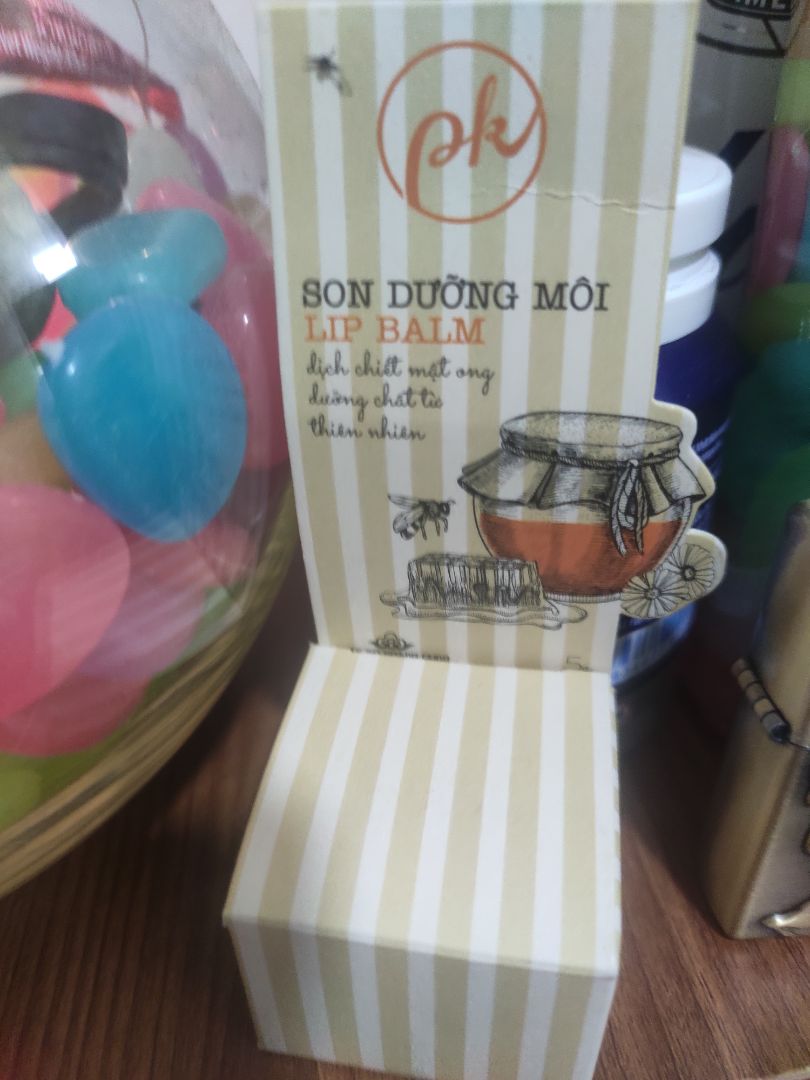 pk
SON DƯỠNG MÔI
LIP BALM
dịch chiết mật ong
dưỡng chất từ
thiên nhiên